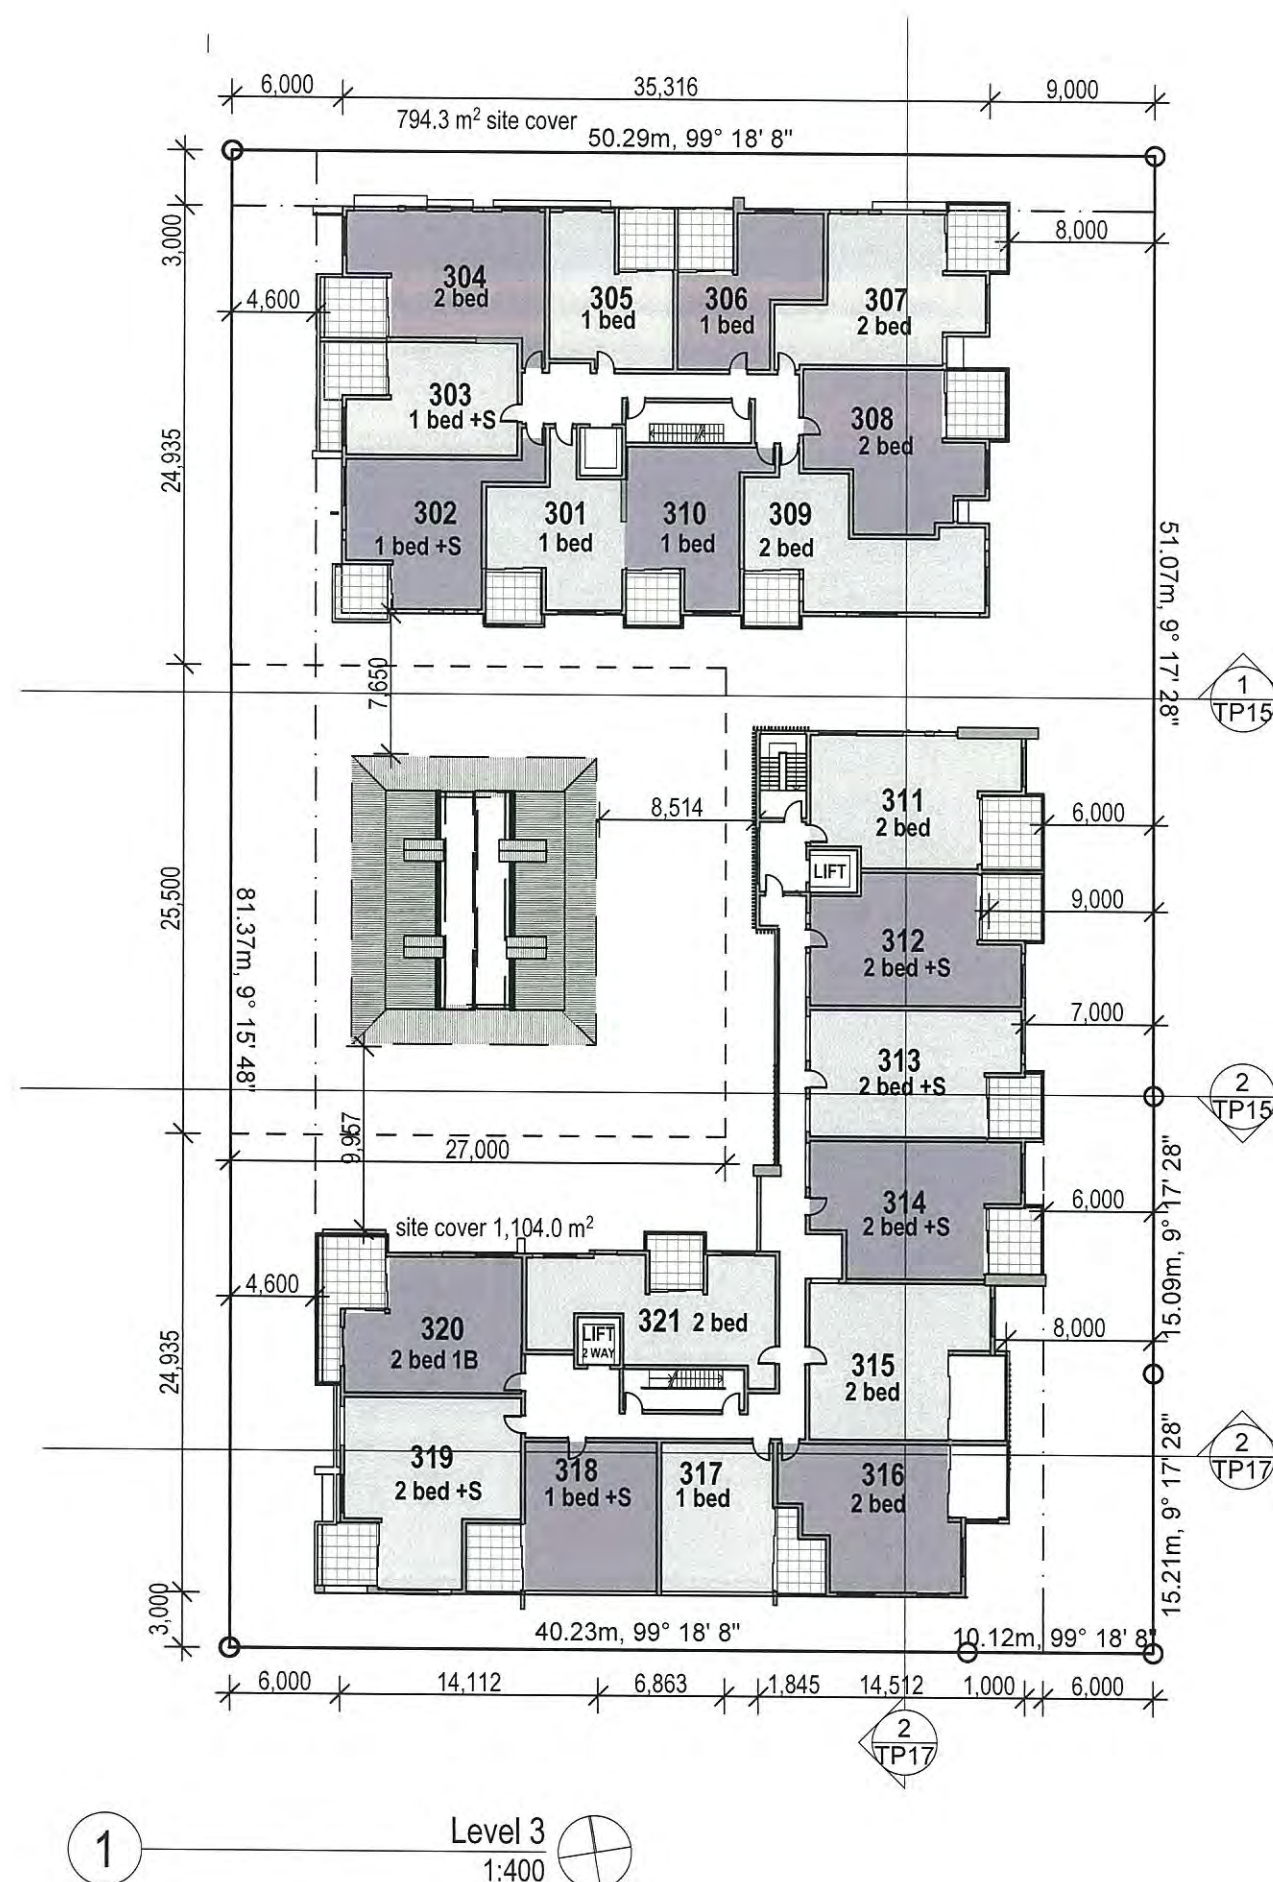 6,000
35,316
9,000
794.3 m² site cover
50.29m, 99° 18' 8"
3,000
8,000
304
2 bed
305
1 bed
306
1 bed
307
2 bed
4,600
303
1 bed +S
308
2 bed
24,935
302
1 bed +S
301
1 bed
310
1 bed
309
2 bed
51.07m, 9° 17' 28"
7,650
1
TP15
311
2 bed
8,514
6,000
LIFT
25,500
81.37m, 9° 15' 48"
9,000
312
2 bed +S
7,000
313
2 bed +S
2
TP15
9,957
27,000
314
2 bed +S
6,000
15.09m, 9° 17' 28"
site cover 1,104.0 m²
4,600
320
2 bed 1B
LIFT
2 WAY
321 2 bed
8,000
315
2 bed
24,935
319
2 bed +S
318
1 bed +S
317
1 bed
316
2 bed
2
TP17
15.21m, 9° 17' 28"
3,000
40.23m, 99° 18' 8"
10.12m, 99° 18' 8"
6,000
14,112
6,863
1,845
14,512
1,000
6,000
2
TP17
1
Level 3
1:400